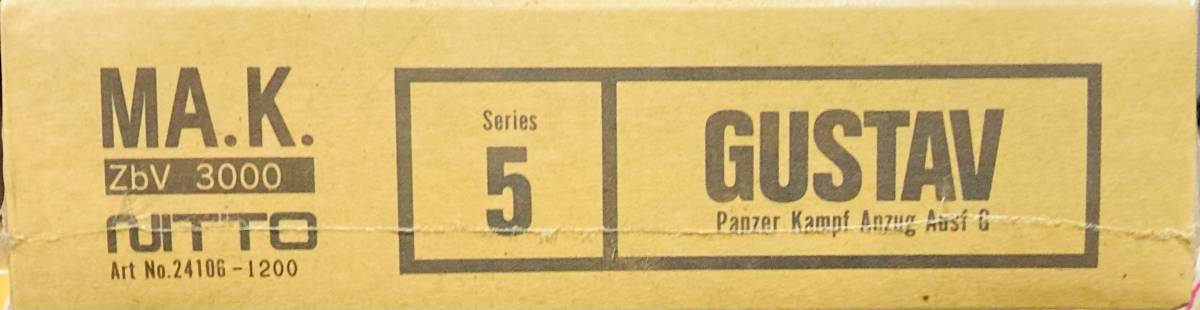 MA.K.
ZbV 3000
NITTO
Art No.24106-1200
Series
5
GUSTAV
Panzer Kampf Anzug Ausf G